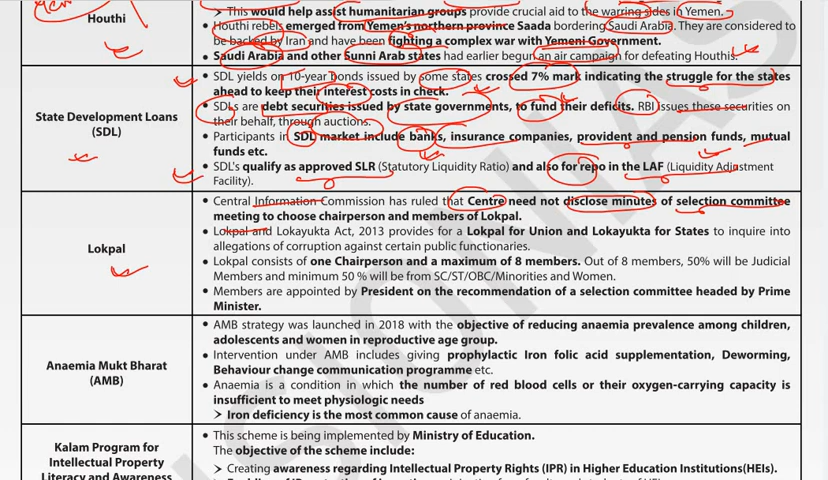 ➢ This would help assist humanitarian groups provide crucial aid to the warring sides in Yemen.
Houthi
• Houthi rebels emerged from Yemen's northern province Saada bordering Saudi Arabia. They are considered to
be backed by Iran and have been fighting a complex war with Yemeni Government.
• Saudi Arabia and other Sunni Arab states had earlier begun an air campaign for defeating Houthis.
State Development Loans
(SDL)
• SDL yields on 10-year bonds issued by some states crossed 7% mark indicating the struggle for the states
ahead to keep their interest costs in check.
• SDLs are debt securities issued by state governments, to fund their deficits. RBI issues these securities on
their behalf, through auctions.
• Participants in SDL market include banks, insurance companies, provident and pension funds, mutual
funds etc.
• SDL's qualify as approved SLR (Statutory Liquidity Ratio) and also for repo in the LAF (Liquidity Adjustment
Facility).
Lokpal
• Central Information Commission has ruled that Centre need not disclose minutes of selection committee
meeting to choose chairperson and members of Lokpal.
• Lokpal and Lokayukta Act, 2013 provides for a Lokpal for Union and Lokayukta for States to inquire into
allegations of corruption against certain public functionaries.
• Lokpal consists of one Chairperson and a maximum of 8 members. Out of 8 members, 50% will be Judicial
Members and minimum 50 % will be from SC/ST/OBC/Minorities and Women.
• Members are appointed by President on the recommendation of a selection committee headed by Prime
Minister.
Anaemia Mukt Bharat
(AMB)
• AMB strategy was launched in 2018 with the objective of reducing anaemia prevalence among children,
adolescents and women in reproductive age group.
• Intervention under AMB includes giving prophylactic Iron folic acid supplementation, Deworming,
Behaviour change communication programme etc.
• Anaemia is a condition in which the number of red blood cells or their oxygen-carrying capacity is
insufficient to meet physiologic needs
➢ Iron deficiency is the most common cause of anaemia.
Kalam Program for
Intellectual Property
Literacy and Awareness
• This scheme is being implemented by Ministry of Education.
The objective of the scheme include:
➢ Creating awareness regarding Intellectual Property Rights (IPR) in Higher Education Institutions(HEIs).